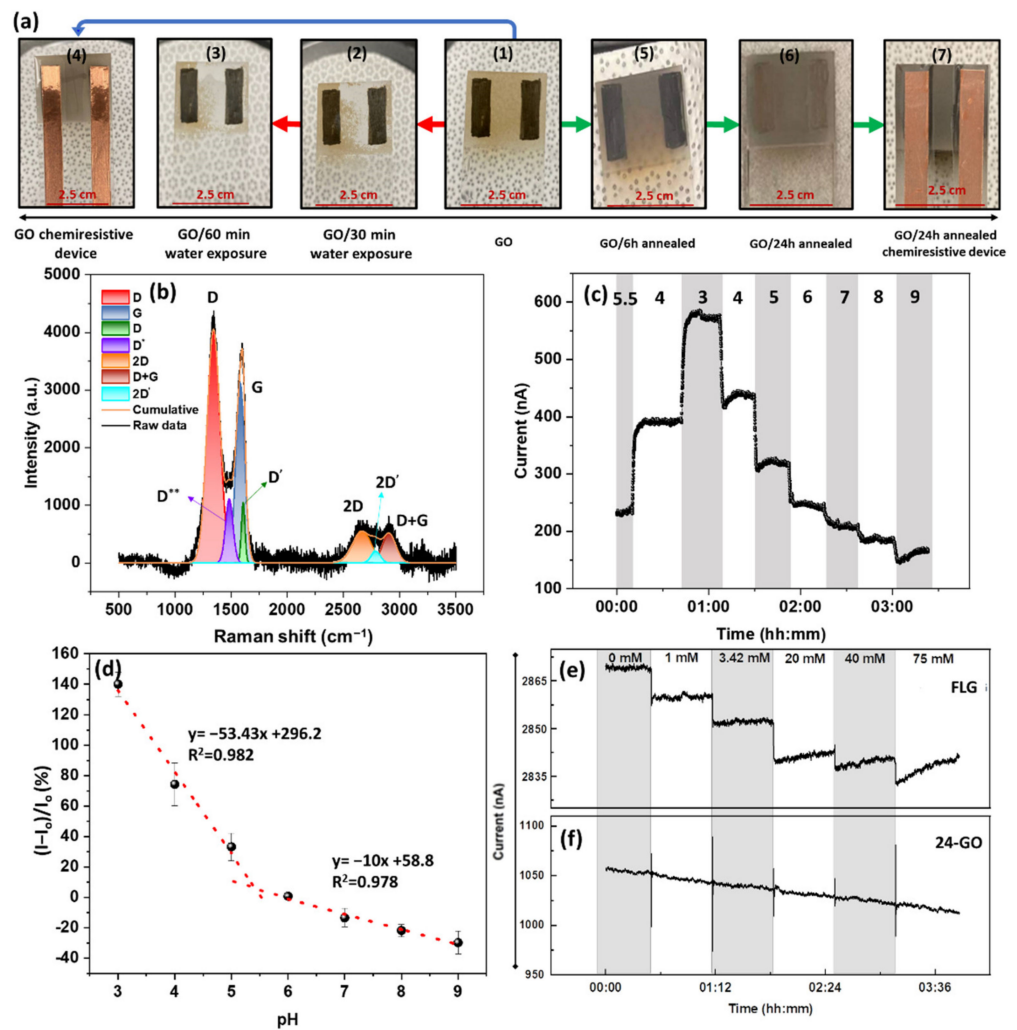 (a)
(4)
(3)
(2)
(1)
(5)
(6)
(7)
2.5 cm
2.5 cm
2.5 cm
2.5 cm
2.5 cm
2.5 cm
2.5 cm
GO chemiresistive
device
GO/60 min
water exposure
GO/30 min
water exposure
GO
GO/6h annealed
GO/24h annealed
GO/24h annealed
chemiresistive device
(b)
D
G
D
D*
2D
D+G
2D'
Cumulative
Raw data
D
G
D**
D'
2D
2D'
D+G
5000
4000
3000
2000
1000
0
Intensity (a.u.)
500 1000 1500 2000 2500 3000 3500
Raman shift (cm⁻¹)
(c)
5.5 4 3 4 5 6 7 8 9
600
500
400
300
200
100
Current (nA)
00:00 01:00 02:00 03:00
Time (hh:mm)
(d)
140
120
100
80
60
40
20
0
-20
-40
(I−I₀)/I₀ (%)
y= −53.43x +296.2
R²=0.982
y= −10x +58.8
R²=0.978
3 4 5 6 7 8 9
pH
(e)
0 mM 1 mM 3.42 mM 20 mM 40 mM 75 mM
FLG
2865
2850
2835
Current (nA)
(f)
24-GO
1100
1050
1000
950
00:00 01:12 02:24 03:36
Time (hh:mm)